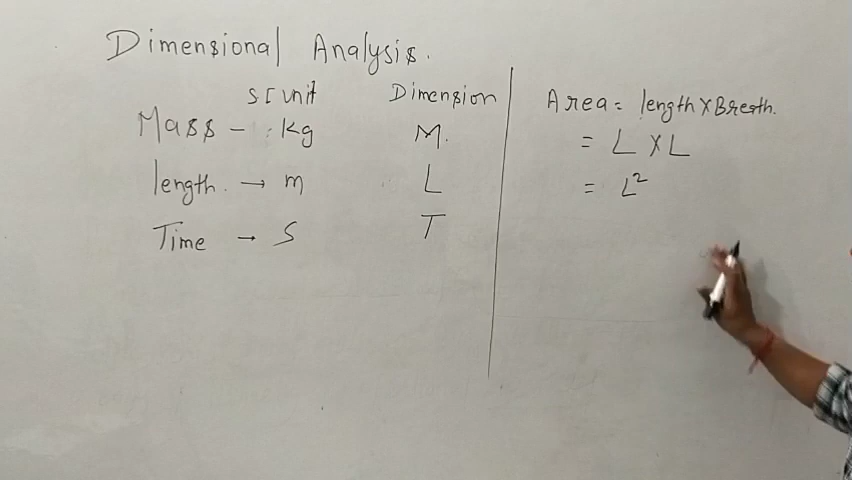 Dimensional Analysis.
SI unit Dimension
Mass - kg M.
length. → m L
Time → S T
Area = length X Breath.
= L X L
= L²